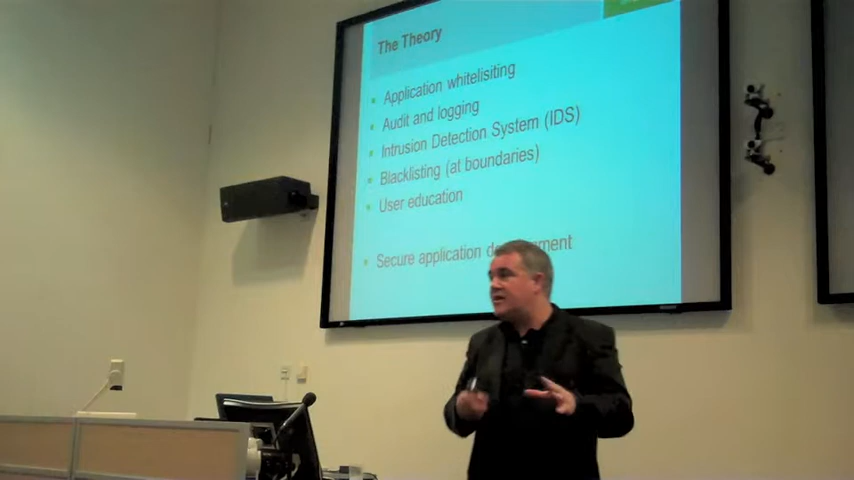 The Theory
Application whitelisiting
Audit and logging
Intrusion Detection System (IDS)
Blacklisting (at boundaries)
User education
Secure application